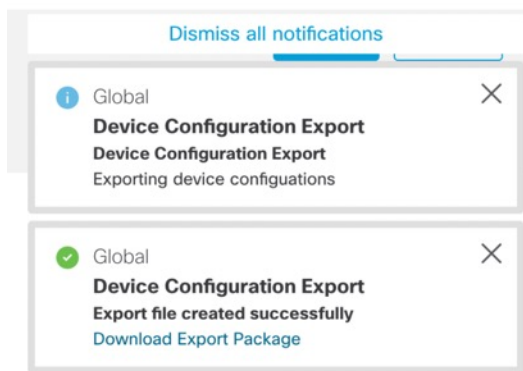 Dismiss all notifications
Global
Device Configuration Export
Device Configuration Export
Exporting device configuations
Global
Device Configuration Export
Export file created successfully
Download Export Package